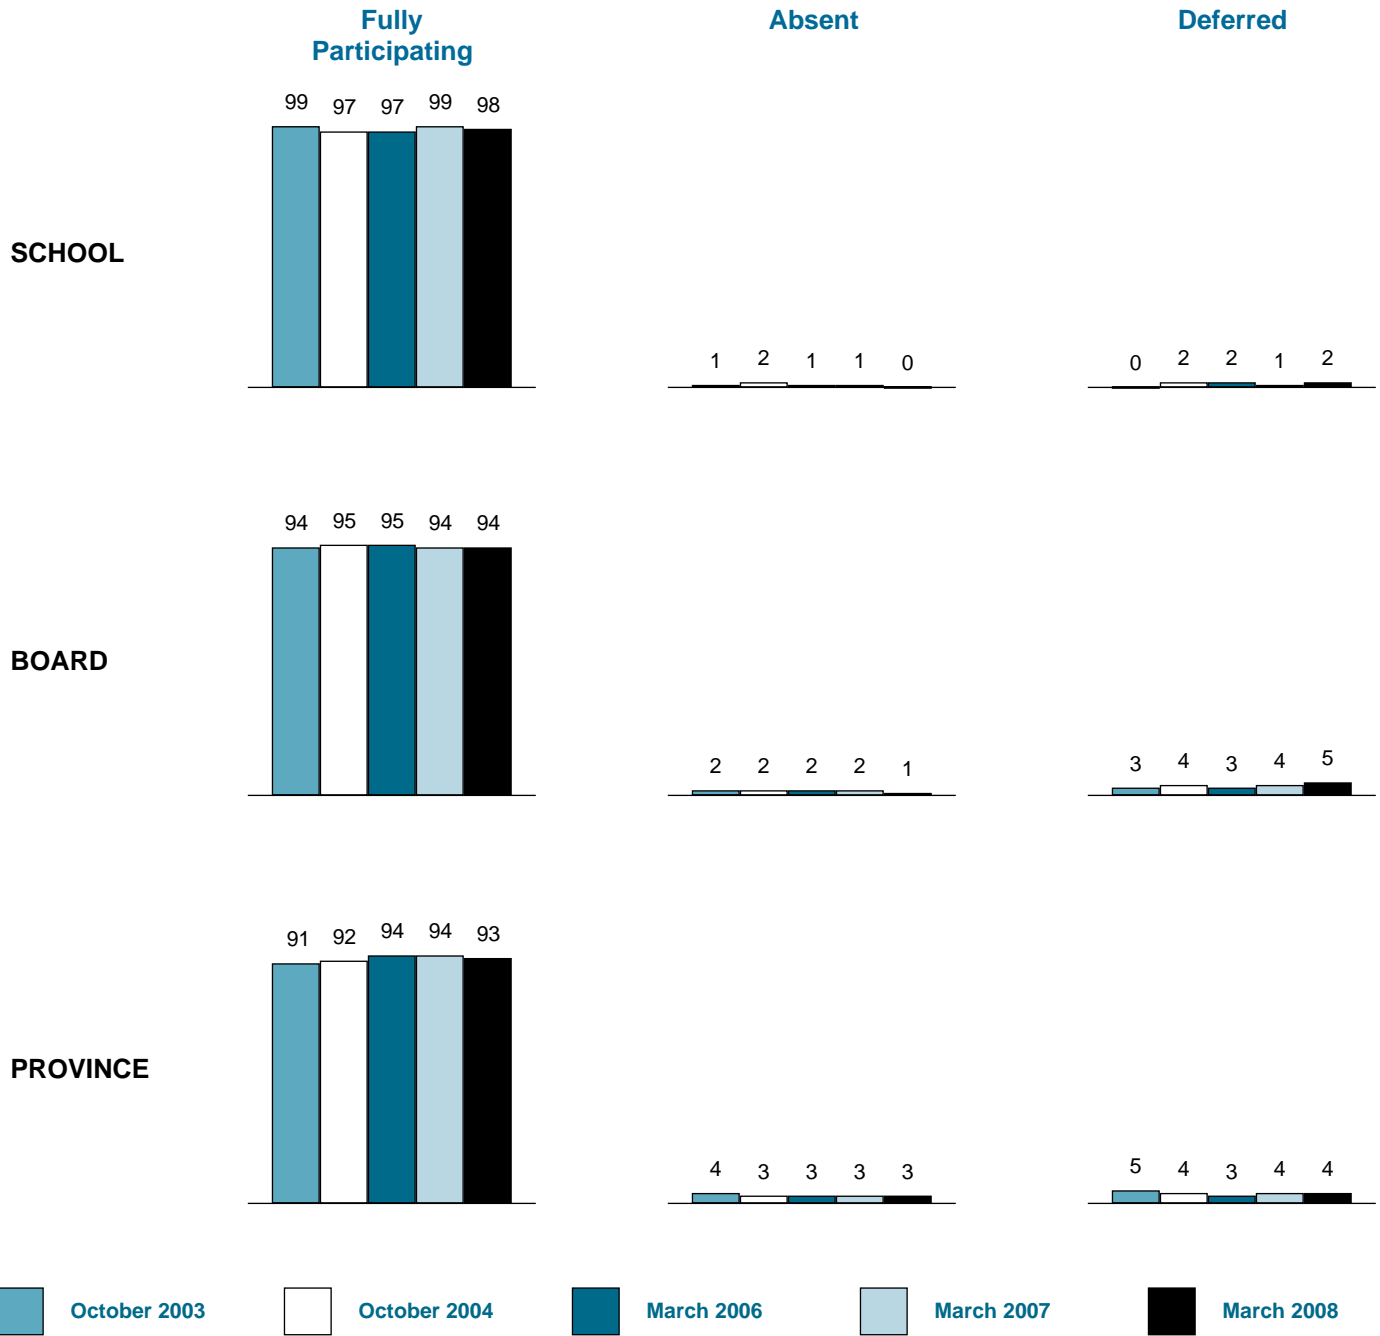 Fully
Participating
Absent
Deferred
99 97 97 99 98
SCHOOL
1 2 1 1 0
0 2 2 1 2
94 95 95 94 94
BOARD
2 2 2 2 1
3 4 3 4 5
91 92 94 94 93
PROVINCE
4 3 3 3 3
5 4 3 4 4
October 2003
October 2004
March 2006
March 2007
March 2008